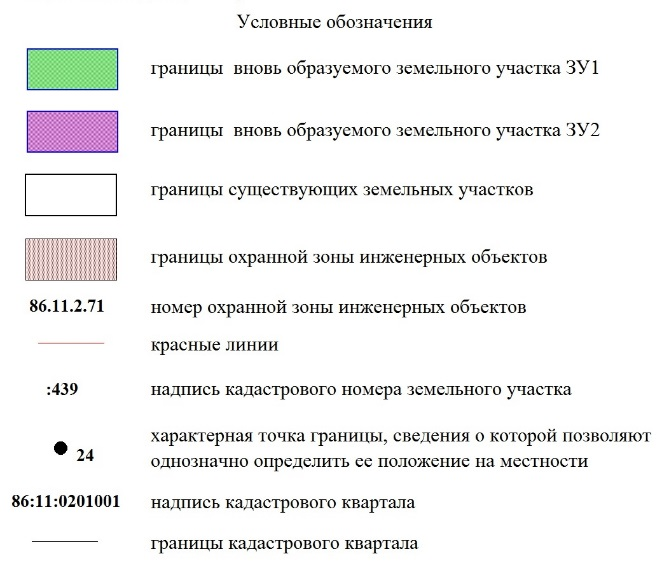 Условные обозначения
границы вновь образуемого земельного участка ЗУ1
границы вновь образуемого земельного участка ЗУ2
границы существующих земельных участков
границы охранной зоны инженерных объектов
86.11.2.71 номер охранной зоны инженерных объектов
красные линии
:439 надпись кадастрового номера земельного участка
24 характерная точка границы, сведения о которой позволяют
однозначно определить ее положение на местности
86:11:0201001 надпись кадастрового квартала
границы кадастрового квартала